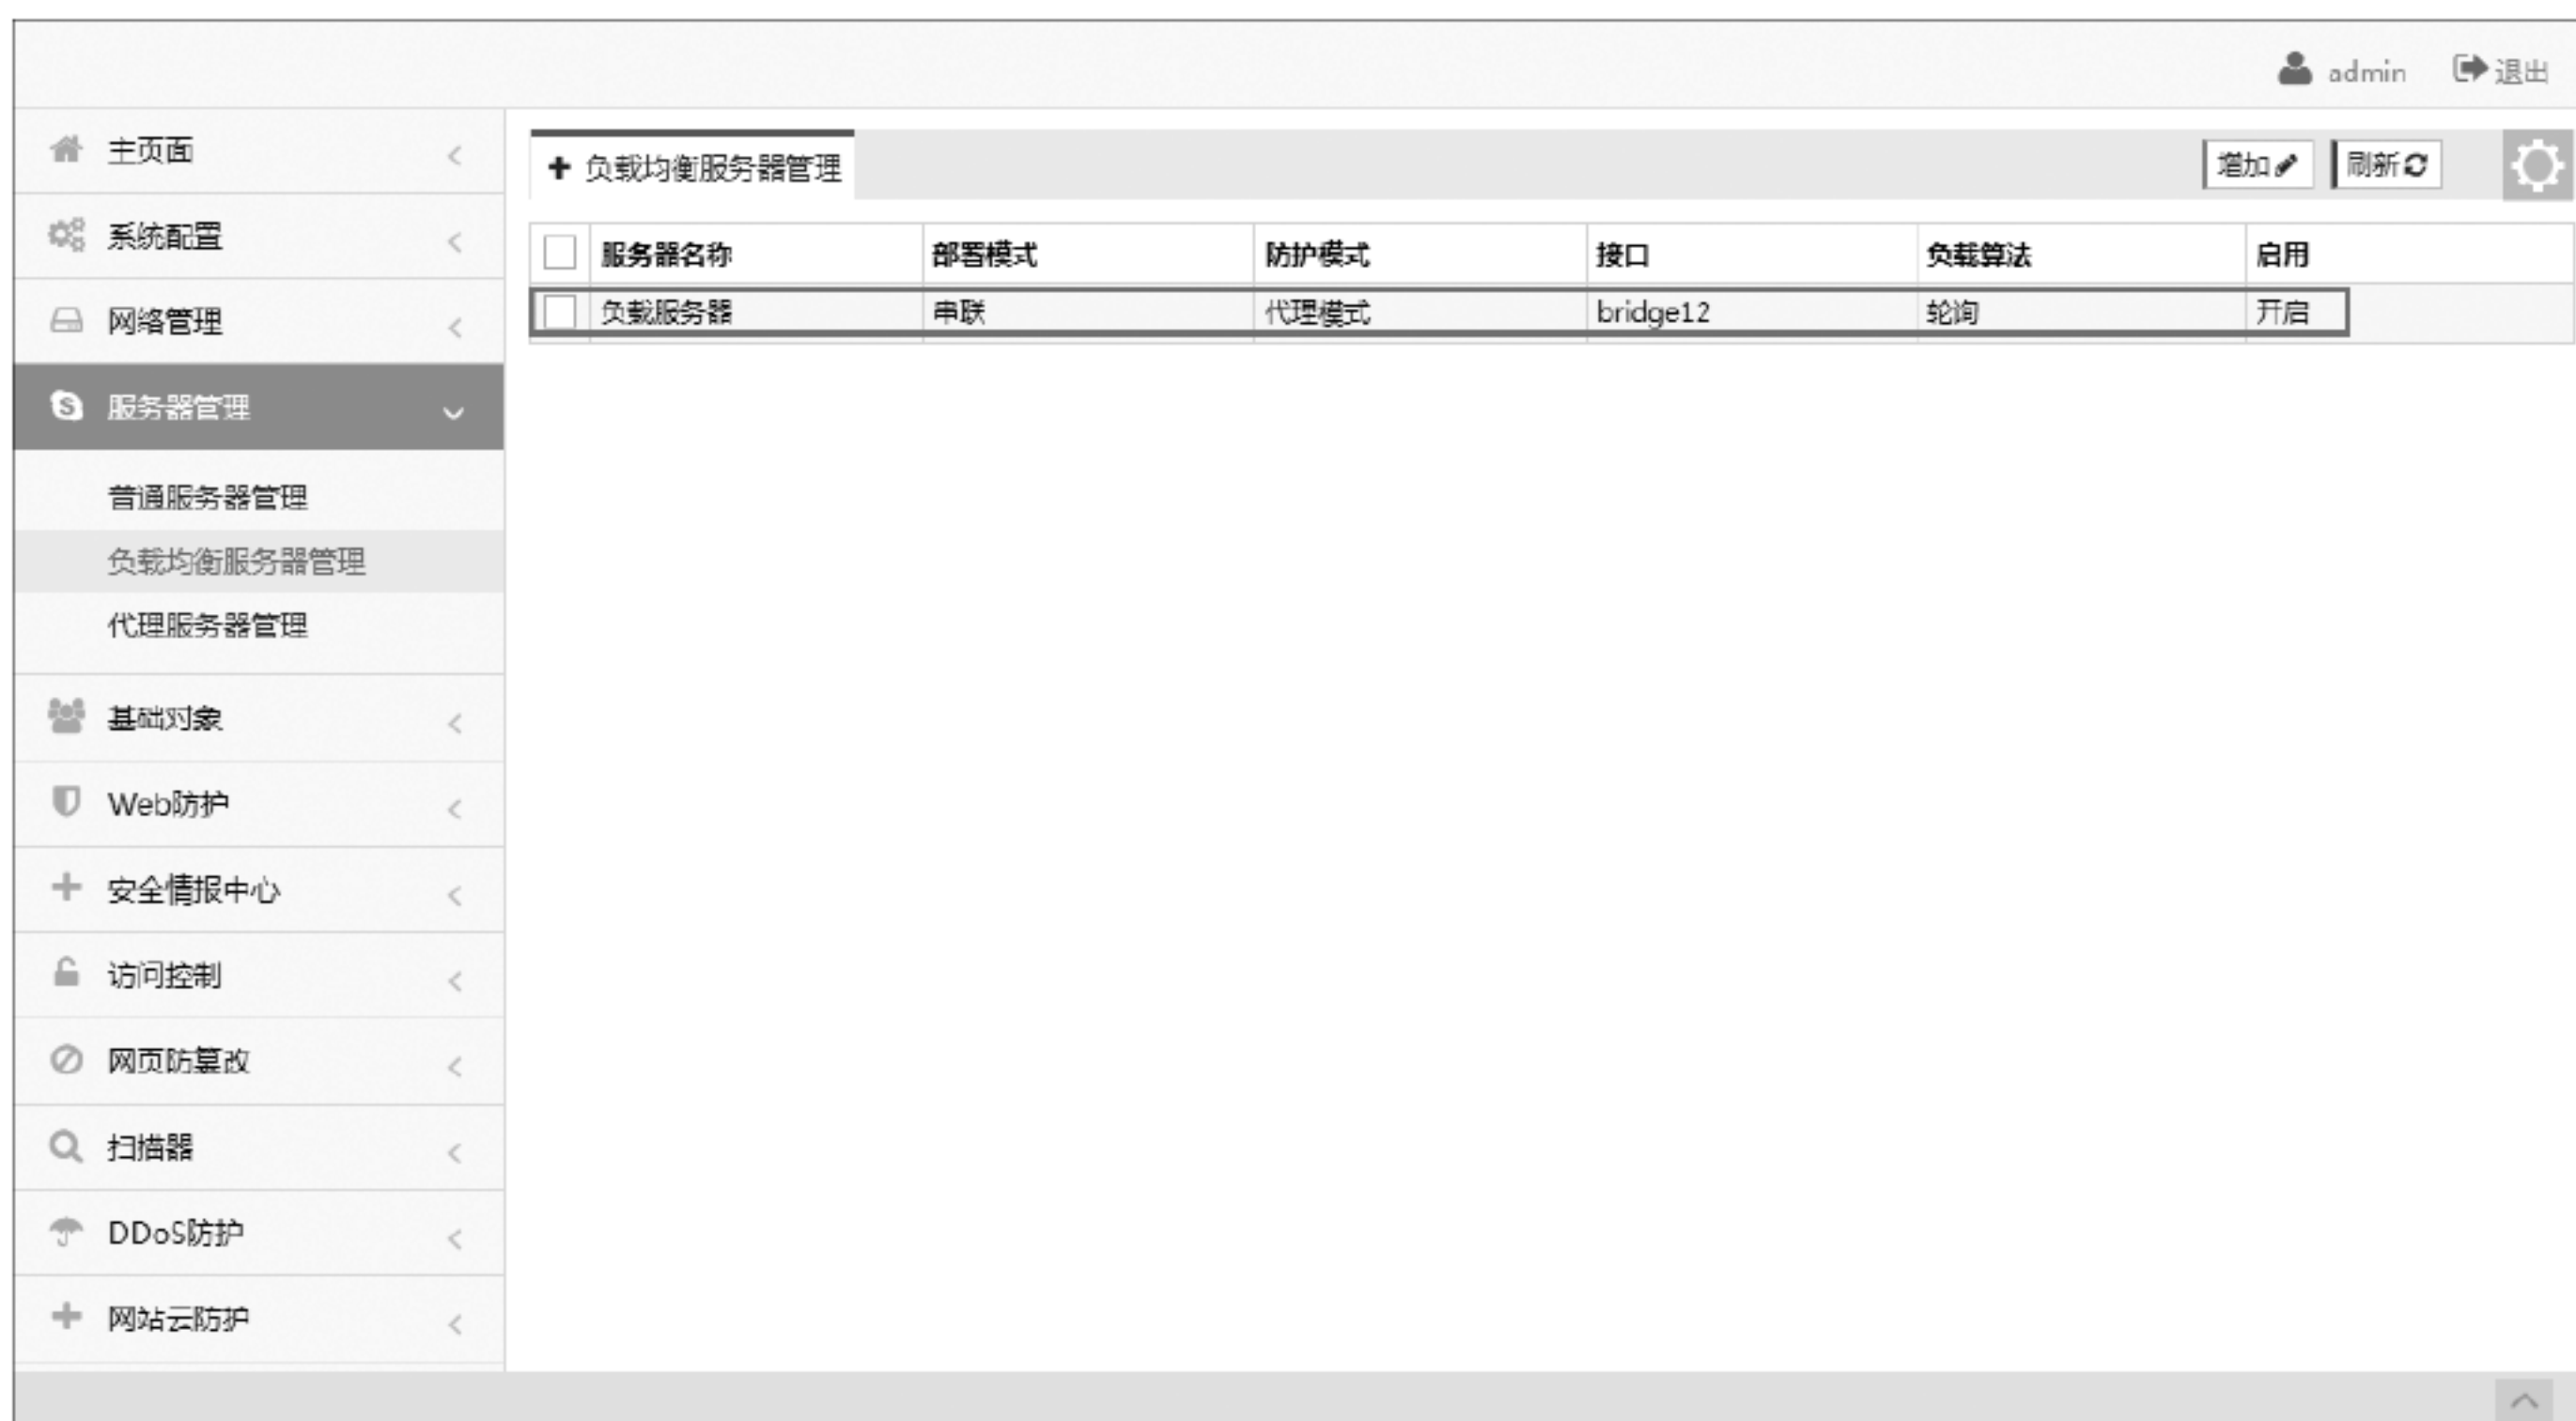 admin 退出
主页面
系统配置
网络管理
服务器管理
普通服务器管理
负载均衡服务器管理
代理服务器管理
基础对象
Web防护
安全情报中心
访问控制
网页防篡改
扫描器
DDoS防护
网站云防护
负载均衡服务器管理 增加 刷新
服务器名称 部署模式 防护模式 接口 负载算法 启用
负载服务器 串联 代理模式 bridge12 轮询 开启